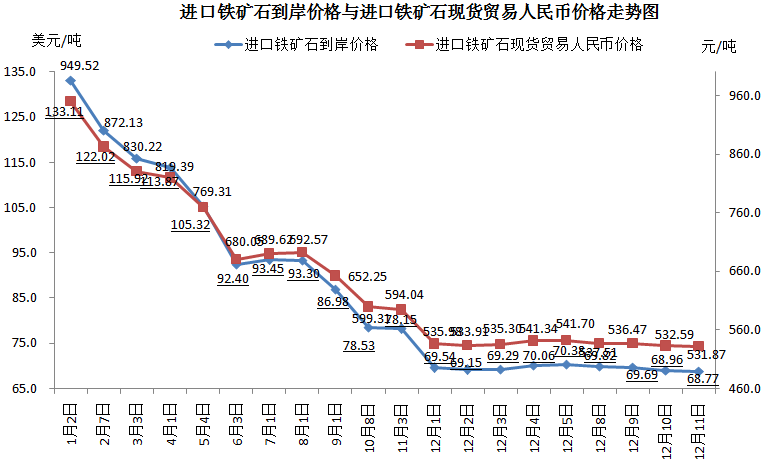 进口铁矿石到岸价格与进口铁矿石现货贸易人民币价格走势图
美元/吨
进口铁矿石到岸价格
进口铁矿石现货贸易人民币价格
元/吨
135.0
125.0
115.0
105.0
95.0
85.0
75.0
65.0
960.0
860.0
760.0
660.0
560.0
460.0
949.52
872.13
830.22
819.39
769.31
680.05
689.62
692.57
652.25
599.31
594.04
535.98
533.91
535.30
541.34
541.70
537.51
536.47
532.59
531.87
133.11
122.02
115.92
113.87
105.32
92.40
93.45
93.30
86.98
78.53
78.15
69.54
69.15
69.29
70.06
70.38
69.82
69.69
68.96
68.77
1月2日
2月7日
3月3日
4月1日
5月4日
6月3日
7月1日
8月1日
9月1日
10月8日
11月3日
12月1日
12月2日
12月3日
12月4日
12月5日
12月8日
12月9日
12月10日
12月11日